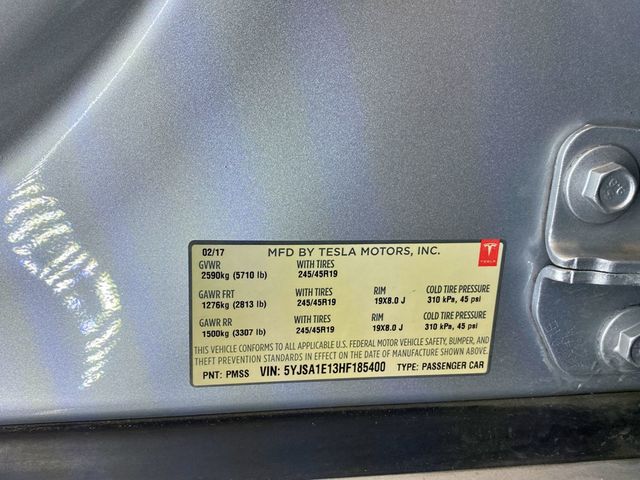 02/17 MFD BY TESLA MOTORS, INC.
GVWR WITH TIRES
2590kg (5710 lb) 245/45R19
GAWR FRT WITH TIRES RIM COLD TIRE PRESSURE
1276kg (2813 lb) 245/45R19 19X8.0 J 310 kPa, 45 psi
GAWR RR WITH TIRES RIM COLD TIRE PRESSURE
1500kg (3307 lb) 245/45R19 19X8.0 J 310 kPa, 45 psi
THIS VEHICLE CONFORMS TO ALL APPLICABLE U.S. FEDERAL MOTOR VEHICLE SAFETY, BUMPER, AND
THEFT PREVENTION STANDARDS IN EFFECT ON THE DATE OF MANUFACTURE SHOWN ABOVE.
PNT: PMSS VIN: 5YJSA1E13HF185400 TYPE: PASSENGER CAR
TESLA